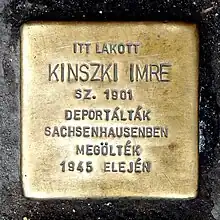 ITT LAKOTT
KINSZKI IMRE
SZ. 1901
DEPORTÁLTÁK
SACHSENHAUSENBEN
MEGÖLTÉK
1945 ELEJÉN